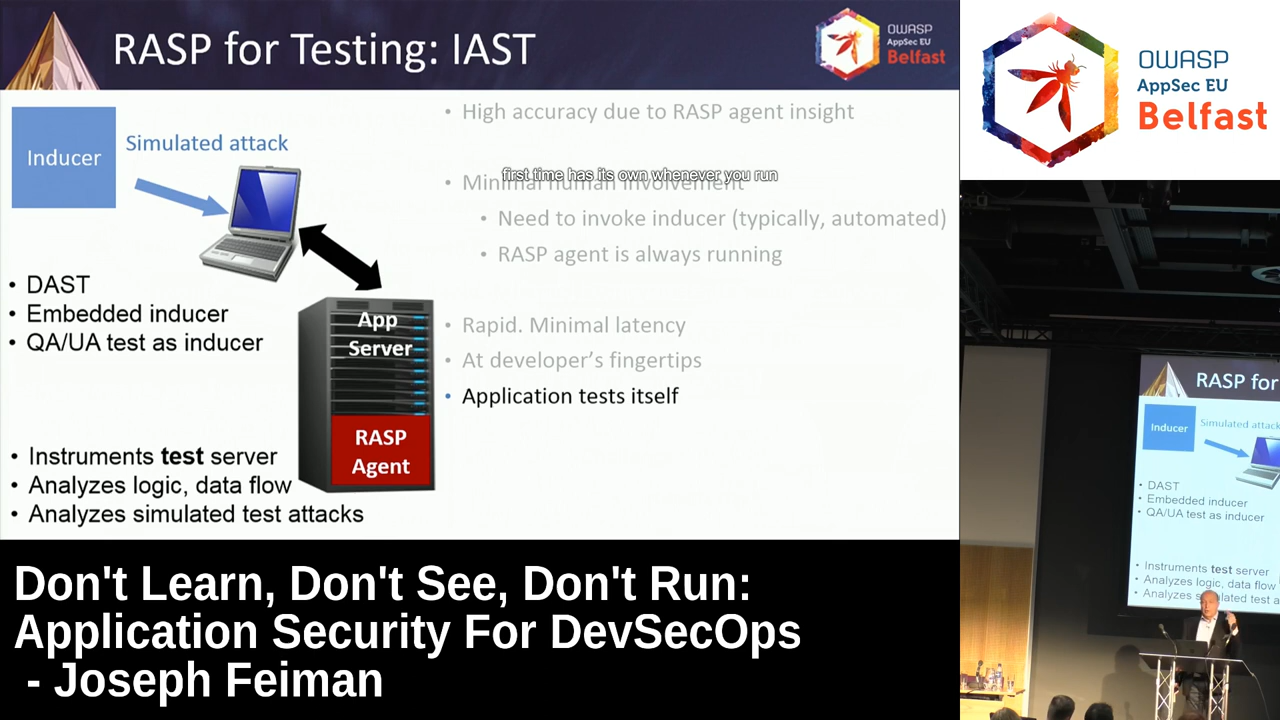 RASP for Testing: IAST
OWASP
AppSec EU
Belfast
Inducer
Simulated attack
• DAST
• Embedded inducer
• QA/UA test as inducer
App
Server
RASP
Agent
• Instruments test server
• Analyzes logic, data flow
• Analyzes simulated test attacks
• High accuracy due to RASP agent insight
first time has its own whenever you run
• Minimal human involvement
• Need to invoke inducer (typically, automated)
• RASP agent is always running
• Rapid. Minimal latency
• At developer's fingertips
• Application tests itself
Don't Learn, Don't See, Don't Run:
Application Security For DevSecOps
- Joseph Feiman
OWASP
AppSec EU
Belfast
RASP for
Inducer
Simulated attack
• DAST
• Embedded inducer
• QA/UA test as inducer
• Instruments test server
• Analyzes logic, data flow
• Analyzes test a